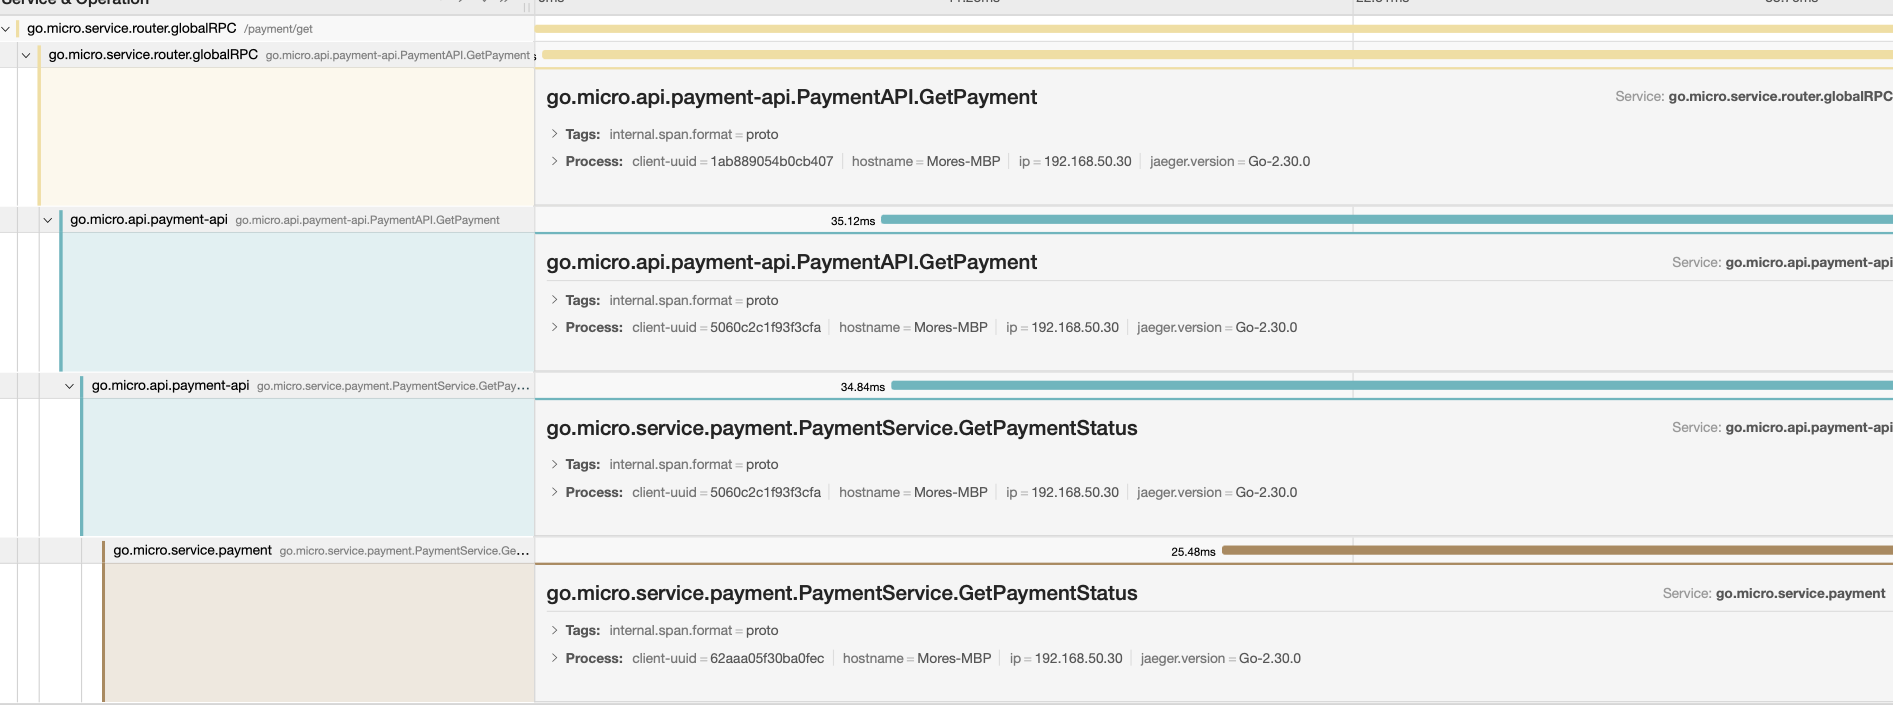 Service & Operation
0ms
go.micro.service.router.globalRPC /payment/get
go.micro.service.router.globalRPC go.micro.api.payment-api.PaymentAPI.GetPayment
go.micro.api.payment-api.PaymentAPI.GetPayment Service: go.micro.service.router.globalRPC
Tags: internal.span.format = proto
Process: client-uuid = 1ab889054b0cb407 hostname = Mores-MBP ip = 192.168.50.30 jaeger.version = Go-2.30.0
go.micro.api.payment-api go.micro.api.payment-api.PaymentAPI.GetPayment 35.12ms
go.micro.api.payment-api.PaymentAPI.GetPayment Service: go.micro.api.payment-api
Tags: internal.span.format = proto
Process: client-uuid = 5060c2c1f93f3cfa hostname = Mores-MBP ip = 192.168.50.30 jaeger.version = Go-2.30.0
go.micro.api.payment-api go.micro.service.payment.PaymentService.GetPay... 34.84ms
go.micro.service.payment.PaymentService.GetPaymentStatus Service: go.micro.api.payment-api
Tags: internal.span.format = proto
Process: client-uuid = 5060c2c1f93f3cfa hostname = Mores-MBP ip = 192.168.50.30 jaeger.version = Go-2.30.0
go.micro.service.payment go.micro.service.payment.PaymentService.Ge... 25.48ms
go.micro.service.payment.PaymentService.GetPaymentStatus Service: go.micro.service.payment
Tags: internal.span.format = proto
Process: client-uuid = 62aaa05f30ba0fec hostname = Mores-MBP ip = 192.168.50.30 jaeger.version = Go-2.30.0